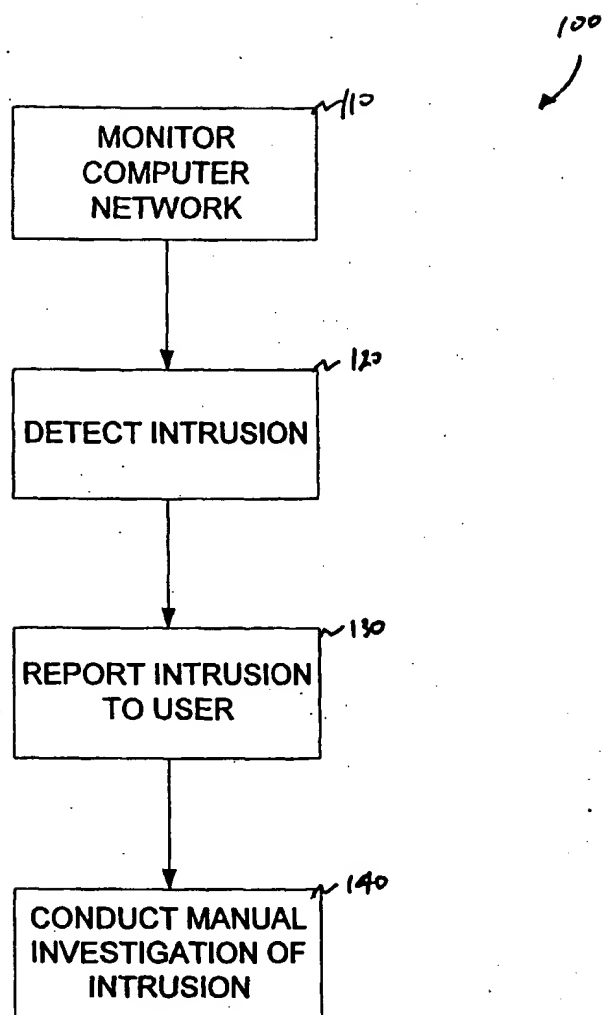 100
110
MONITOR
COMPUTER
NETWORK
120
DETECT INTRUSION
130
REPORT INTRUSION
TO USER
140
CONDUCT MANUAL
INVESTIGATION OF
INTRUSION